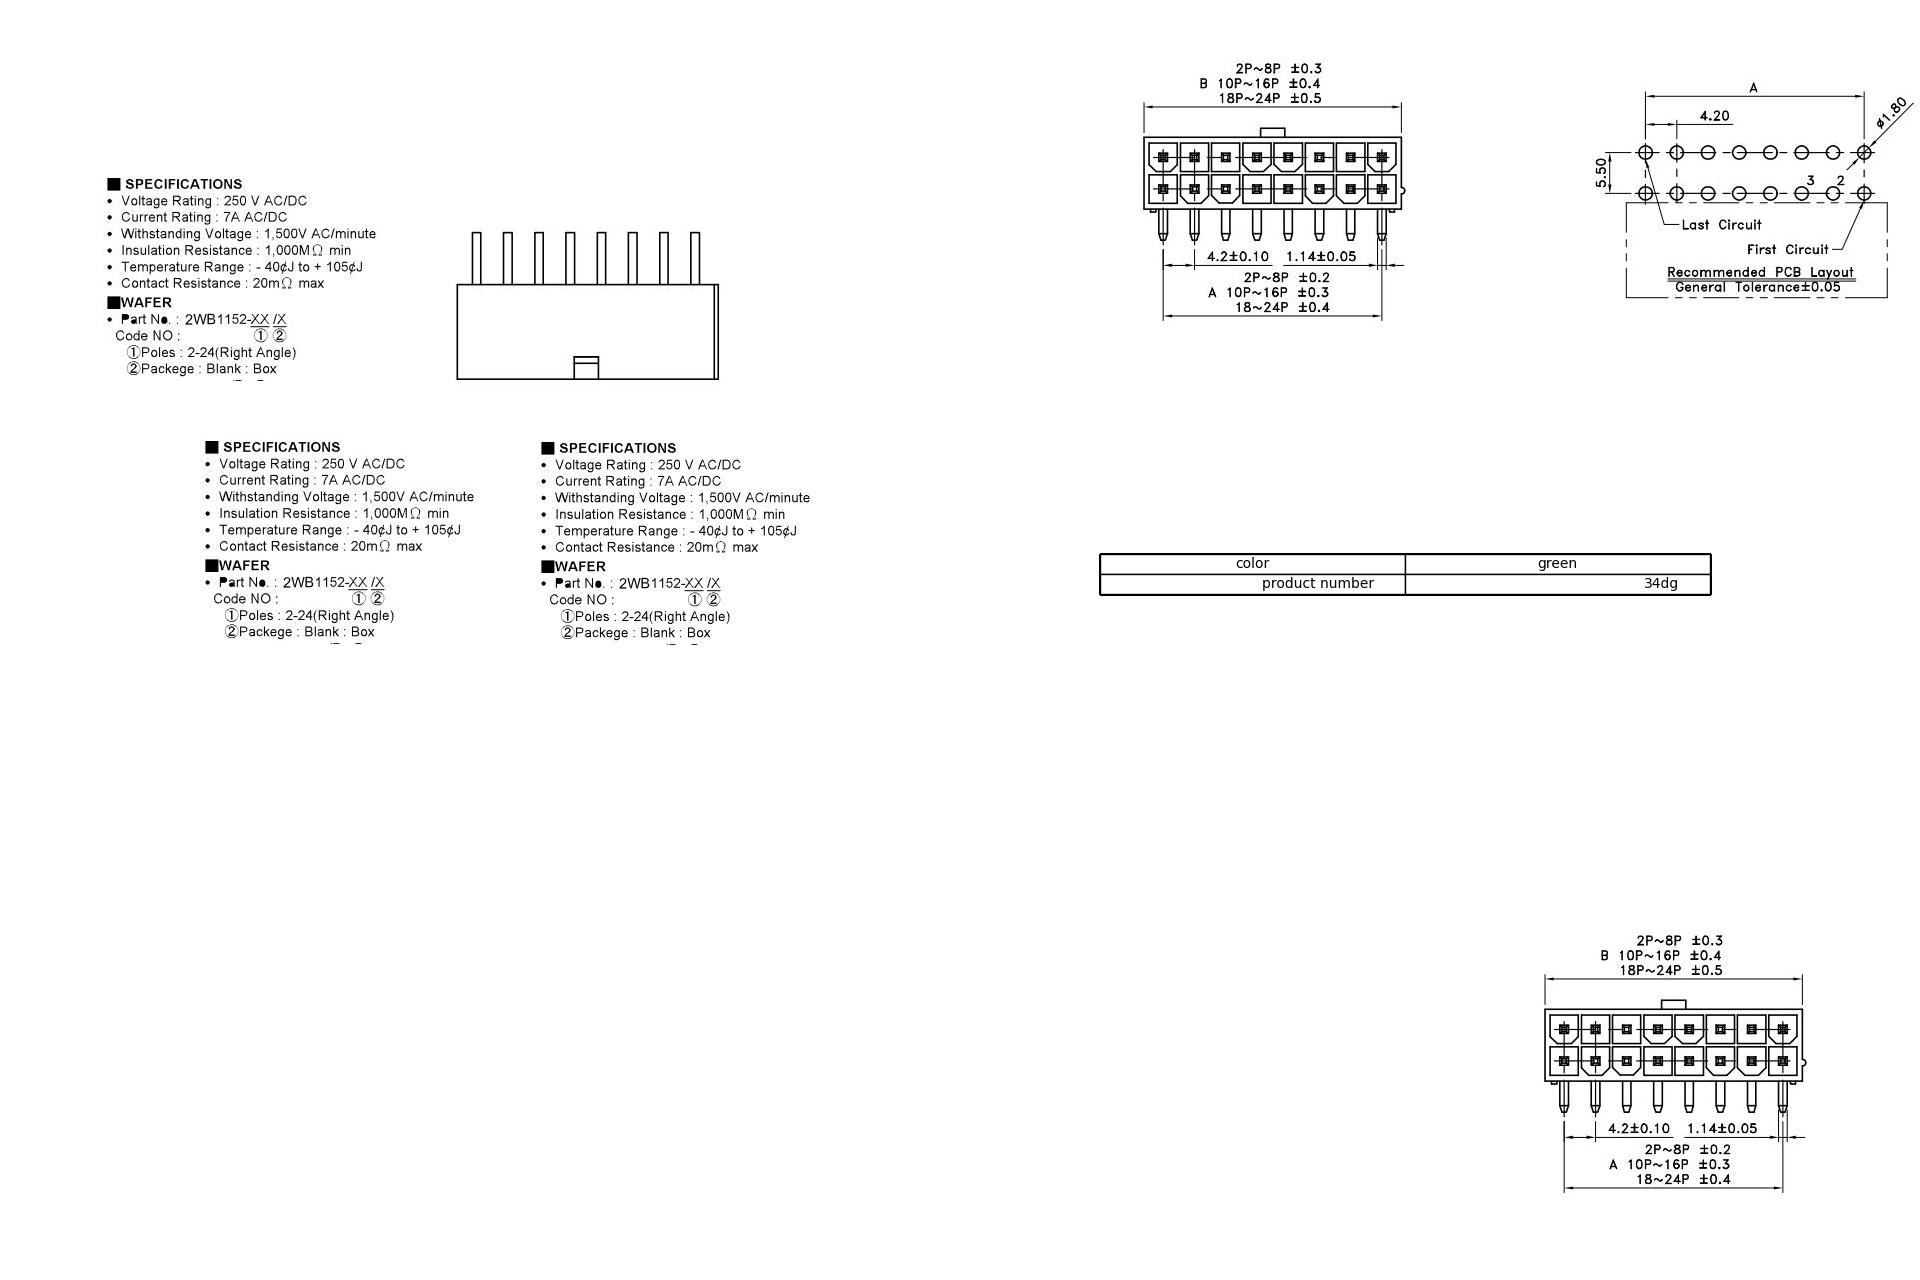 ■ SPECIFICATIONS
• Voltage Rating : 250 V AC/DC
• Current Rating : 7A AC/DC
• Withstanding Voltage : 1,500V AC/minute
• Insulation Resistance : 1,000MΩ min
• Temperature Range : - 40¢J to + 105¢J
• Contact Resistance : 20mΩ max
■WAFER
• Part No. : 2WB1152-XX /X
Code NO : ① ②
①Poles : 2-24(Right Angle)
②Packege : Blank : Box
2P~8P ±0.3
B 10P~16P ±0.4
18P~24P ±0.5
4.2±0.10 1.14±0.05
2P~8P ±0.2
A 10P~16P ±0.3
18~24P ±0.4
A
4.20
ø1.80
5.50
3 2
Last Circuit
First Circuit
Recommended PCB Layout
General Tolerance±0.05
■ SPECIFICATIONS
• Voltage Rating : 250 V AC/DC
• Current Rating : 7A AC/DC
• Withstanding Voltage : 1,500V AC/minute
• Insulation Resistance : 1,000MΩ min
• Temperature Range : - 40¢J to + 105¢J
• Contact Resistance : 20mΩ max
■WAFER
• Part No. : 2WB1152-XX /X
Code NO : ① ②
①Poles : 2-24(Right Angle)
②Packege : Blank : Box
■ SPECIFICATIONS
• Voltage Rating : 250 V AC/DC
• Current Rating : 7A AC/DC
• Withstanding Voltage : 1,500V AC/minute
• Insulation Resistance : 1,000MΩ min
• Temperature Range : - 40¢J to + 105¢J
• Contact Resistance : 20mΩ max
■WAFER
• Part No. : 2WB1152-XX /X
Code NO : ① ②
①Poles : 2-24(Right Angle)
②Packege : Blank : Box
color green
product number 34dg
2P~8P ±0.3
B 10P~16P ±0.4
18P~24P ±0.5
4.2±0.10 1.14±0.05
2P~8P ±0.2
A 10P~16P ±0.3
18~24P ±0.4